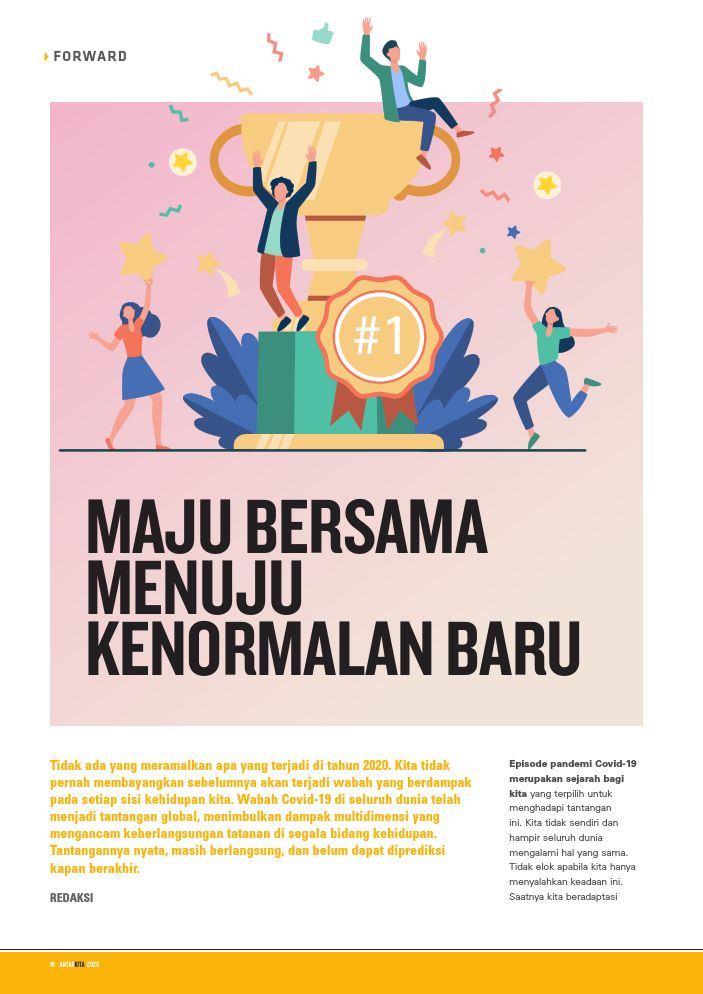 FORWARD
#1
MAJU BERSAMA
MENUJU
KENORMALAN BARU
Tidak ada yang meramalkan apa yang terjadi di tahun 2020. Kita tidak
pernah membayangkan sebelumnya akan terjadi wabah yang berdampak
pada setiap sisi kehidupan kita. Wabah Covid-19 di seluruh dunia telah
menjadi tantangan global, menimbulkan dampak multidimensi yang
mengancam keberlangsungan tatanan di segala bidang kehidupan.
Tantangannya nyata, masih berlangsung, dan belum dapat diprediksi
kapan berakhir.
REDAKSI
Episode pandemi Covid-19
merupakan sejarah bagi
kita yang terpilih untuk
menghadapi tantangan
ini. Kita tidak sendiri dan
hampir seluruh dunia
mengalami hal yang sama.
Tidak elok apabila kita hanya
menyalahkan keadaan ini.
Saatnya kita beradaptasi
ANTARKITA 2020